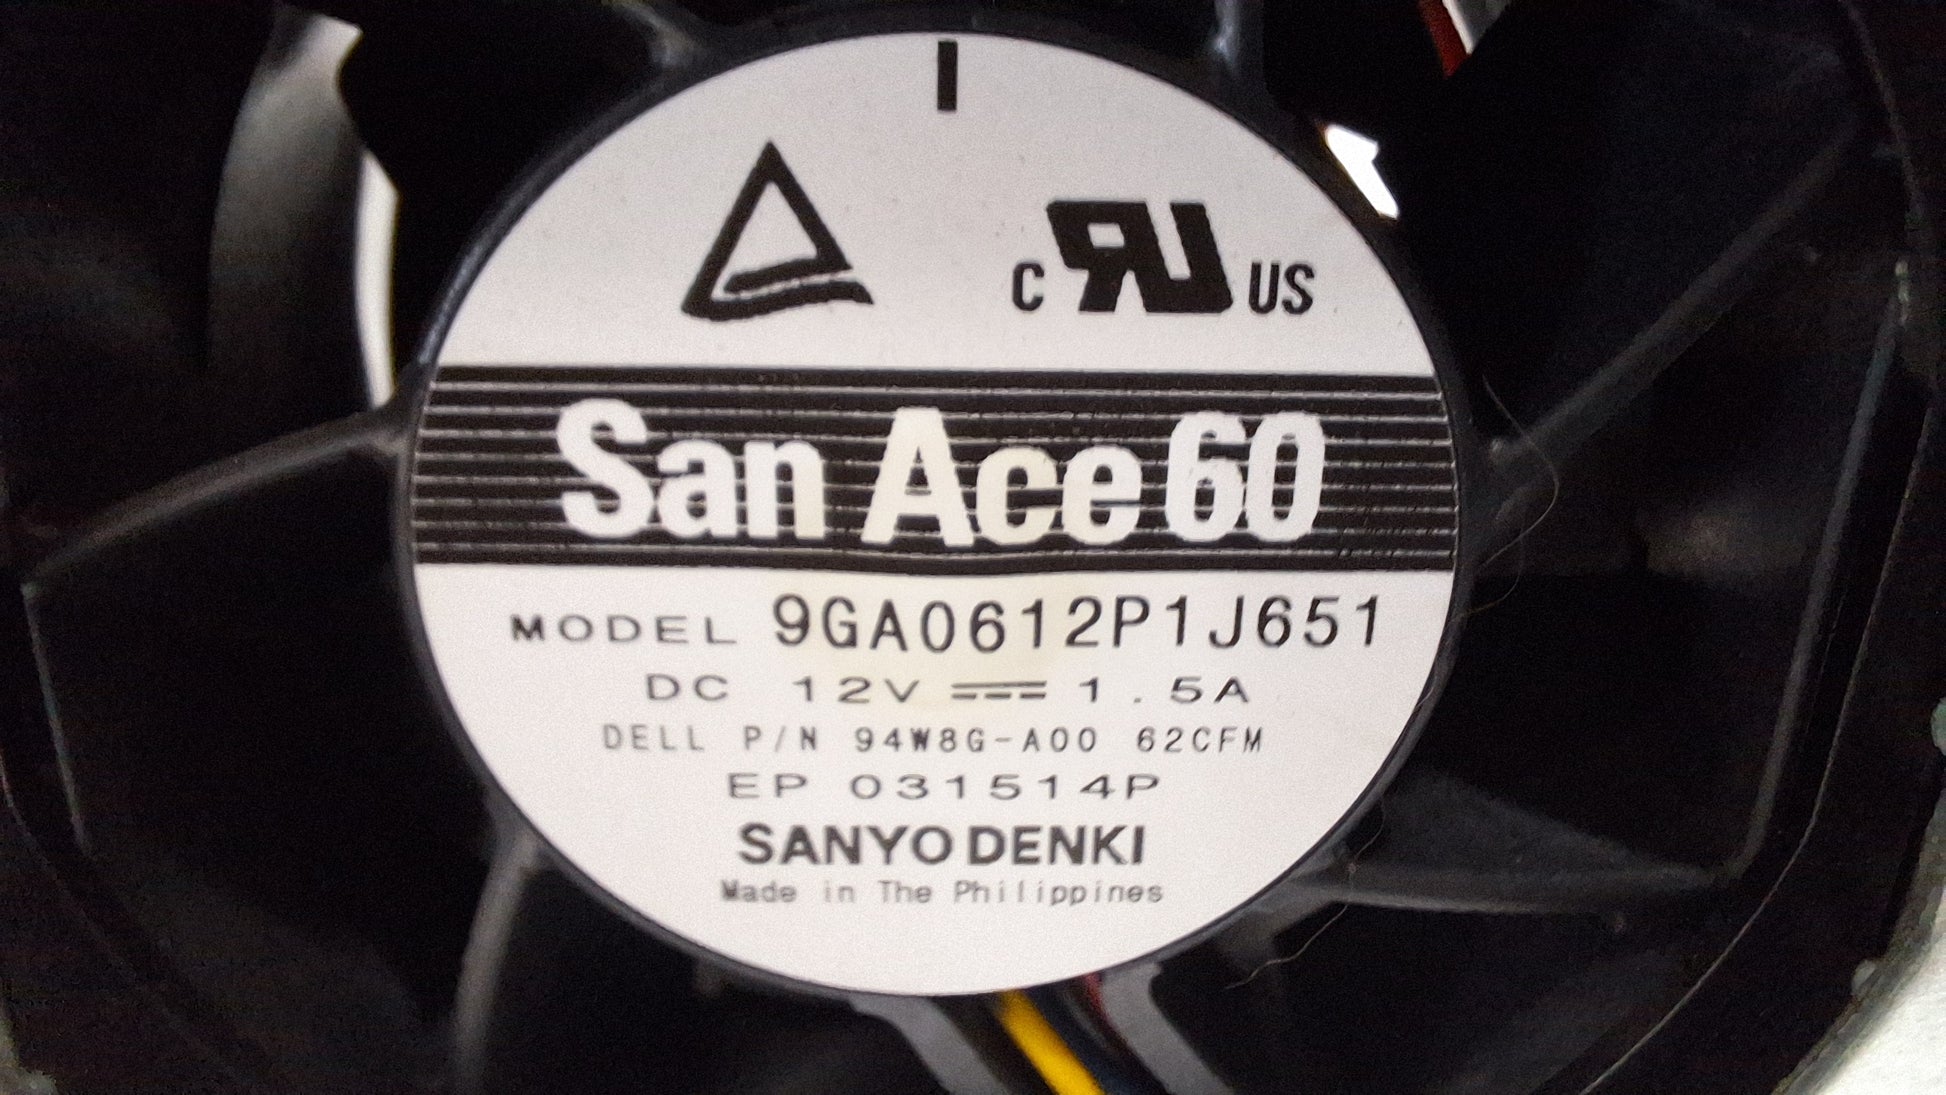 C RU US
San Ace 60
MODEL 9GA0612P1J651
DC 12V ⎓ 1.5A
DELL P/N 94W8G-A00 62CFM
EP 031514P
SANYO DENKI
Made in The Philippines